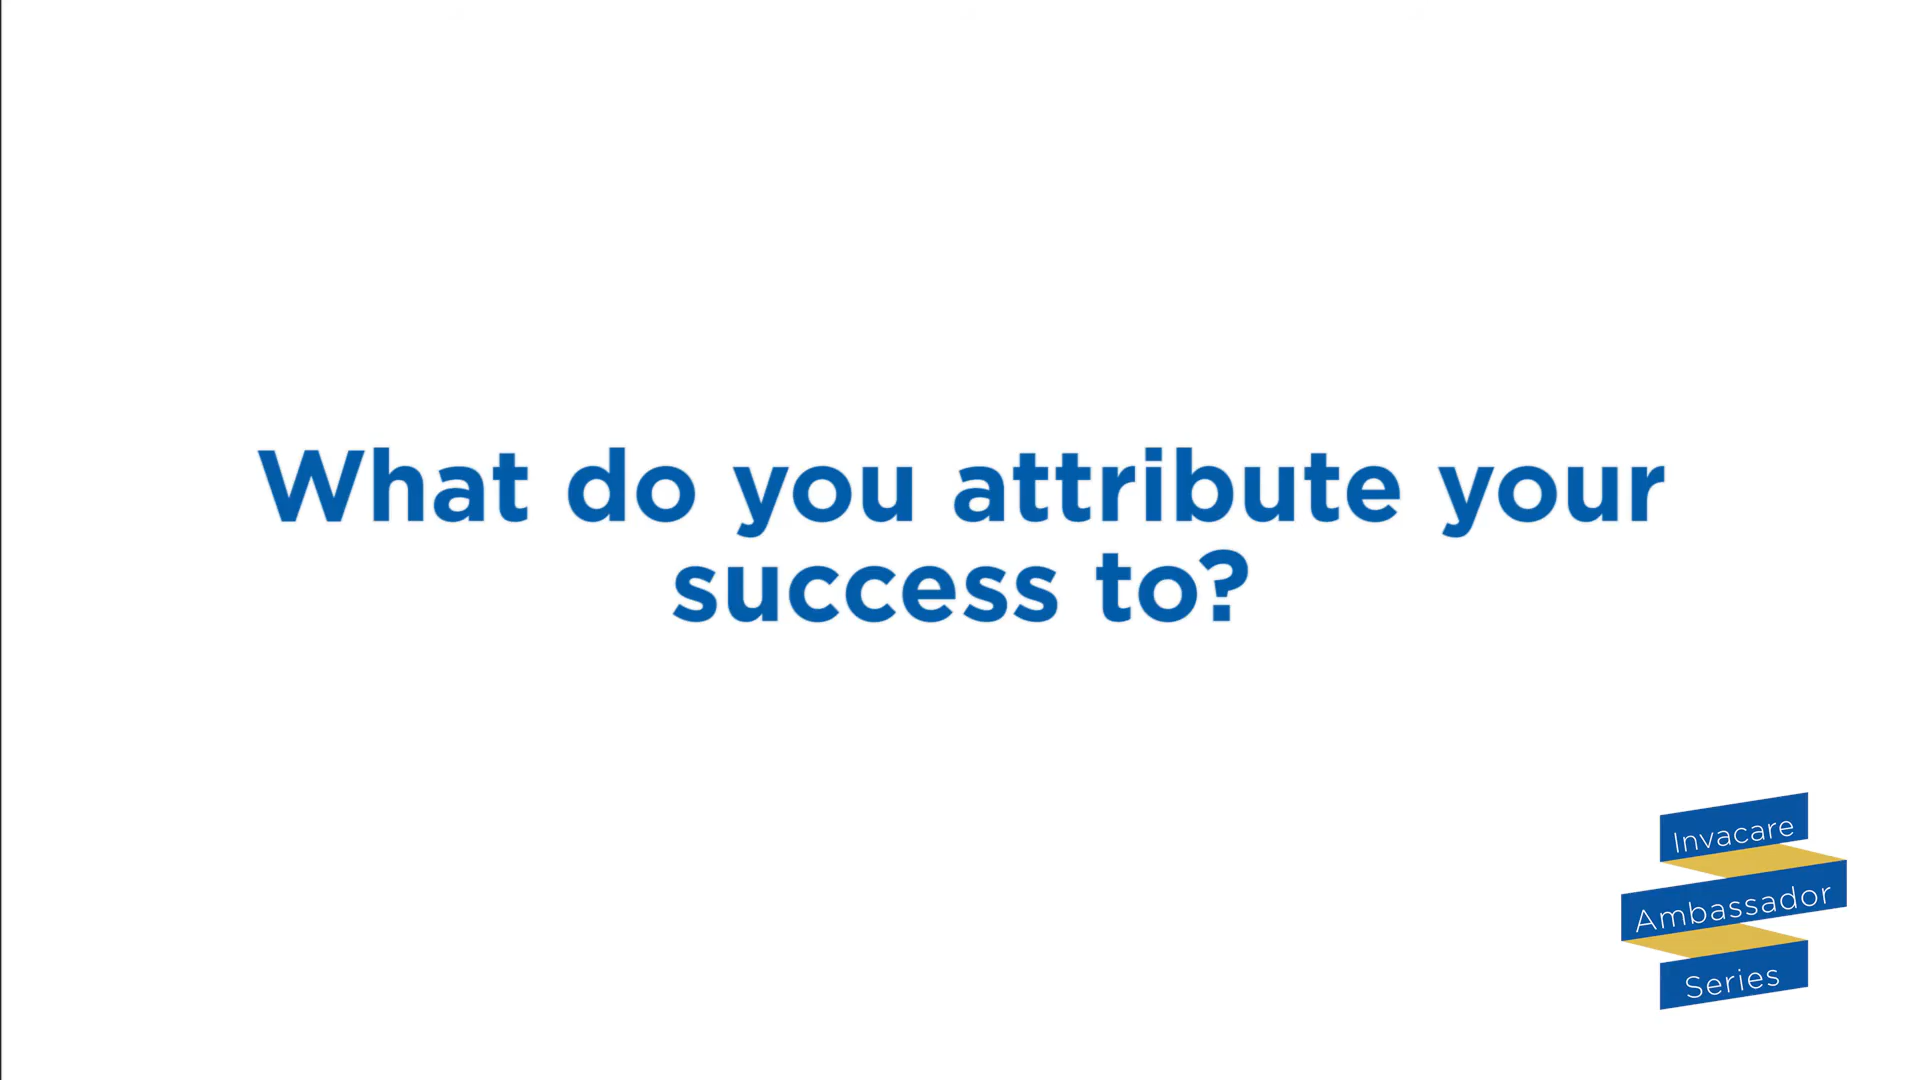 What do you attribute your
success to?
Invacare
Ambassador
Series